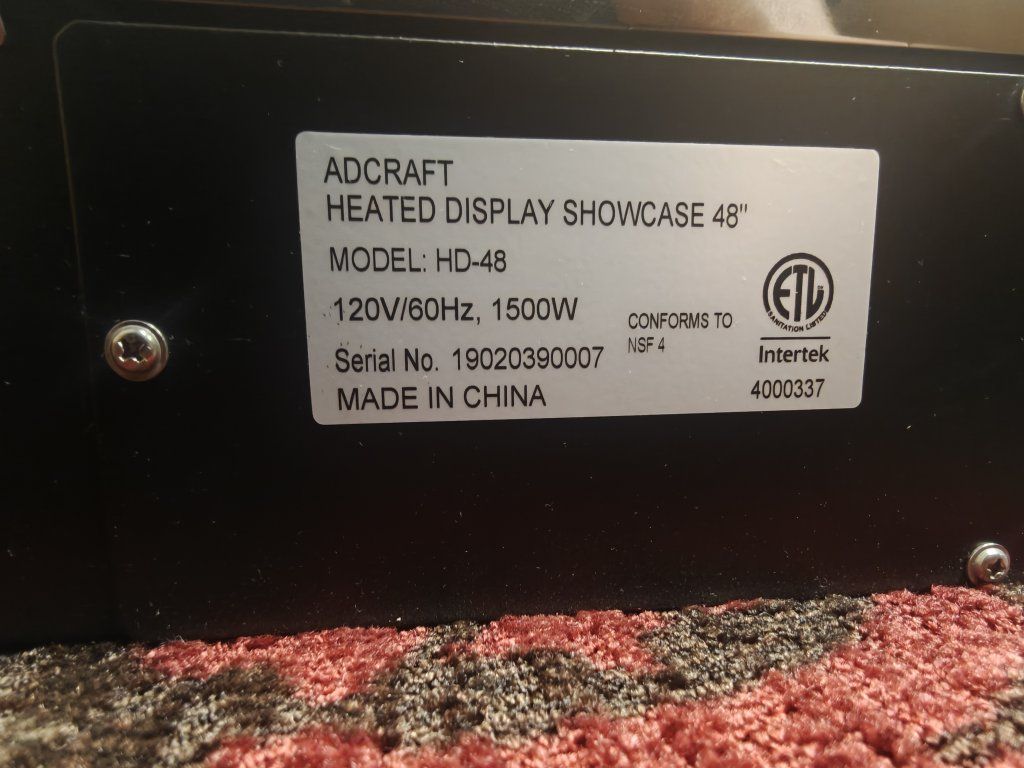 ADCRAFT
HEATED DISPLAY SHOWCASE 48"
MODEL: HD-48
120V/60Hz, 1500W
Serial No. 19020390007
MADE IN CHINA
CONFORMS TO
NSF 4
ETL
SANITATION LISTED
Intertek
4000337